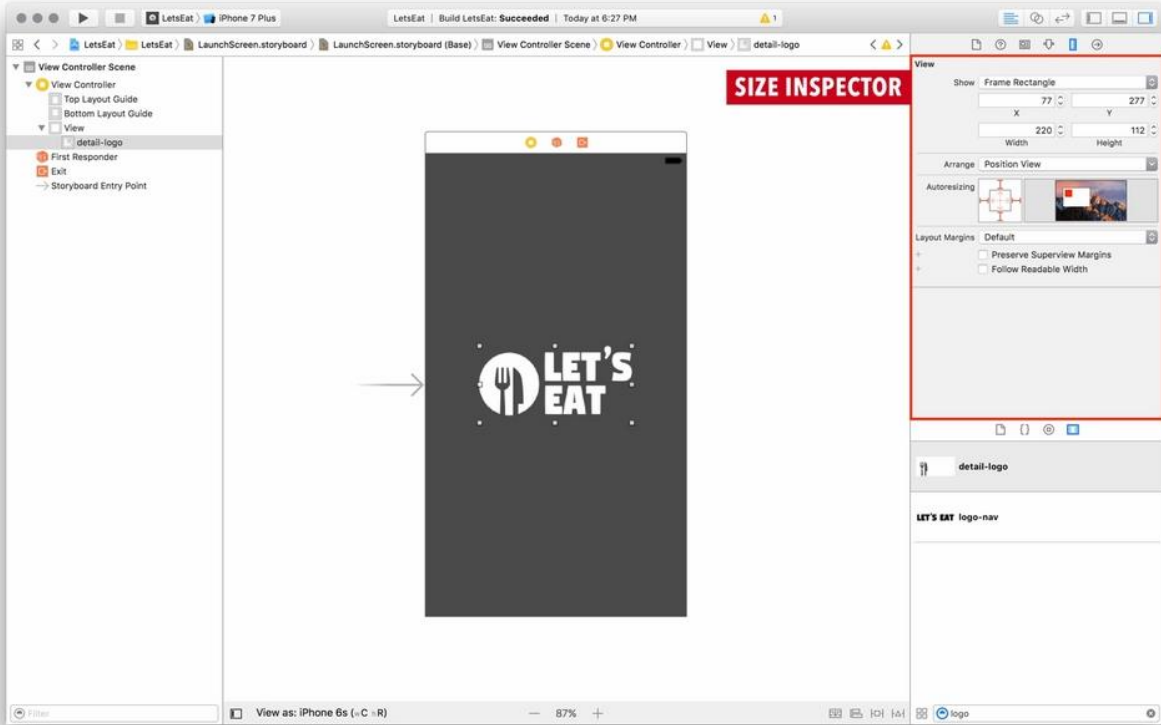 LetsEat
iPhone 7 Plus
LetsEat | Build LetsEat: Succeeded | Today at 6:27 PM
1
LetsEat
LetsEat
LaunchScreen.storyboard
LaunchScreen.storyboard (Base)
View Controller Scene
View Controller
View
detail-logo
View Controller Scene
View Controller
Top Layout Guide
Bottom Layout Guide
View
detail-logo
First Responder
Exit
Storyboard Entry Point
SIZE INSPECTOR
LET'S
EAT
View
Show Frame Rectangle
77 277
X Y
220 112
Width Height
Arrange Position View
Autoresizing
Layout Margins Default
Preserve Superview Margins
Follow Readable Width
detail-logo
LET'S EAT logo-nav
Filter
View as: iPhone 6s (wC hR)
— 87% +
logo